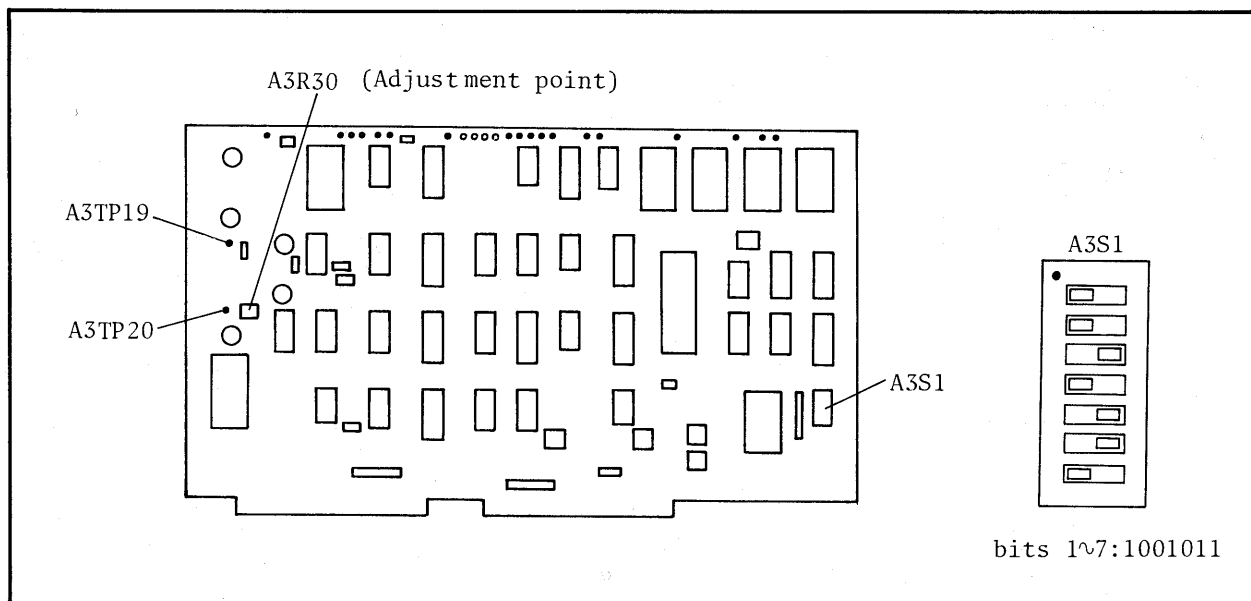 A3R30 (Adjustment point)
A3TP19
A3TP20
A3S1
A3S1
bits 1∿7:1001011